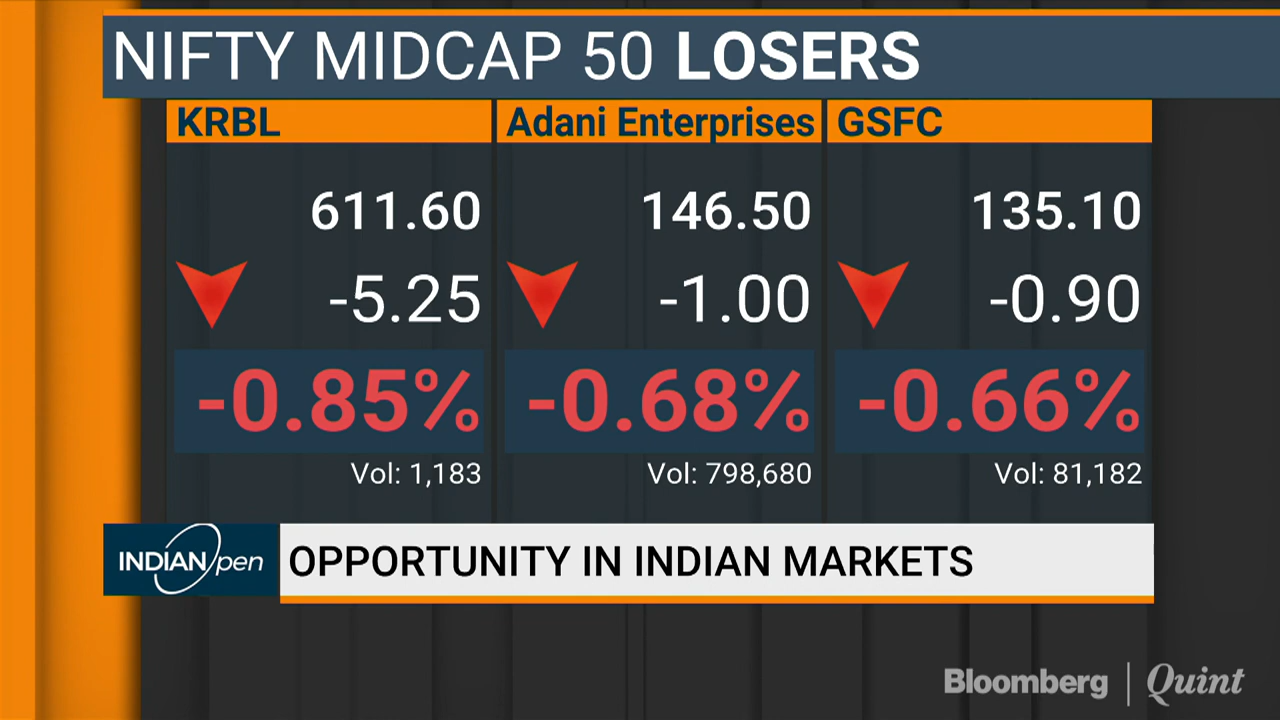 NIFTY MIDCAP 50 LOSERS
KRBL
611.60
-5.25
-0.85%
Vol: 1,183
Adani Enterprises
146.50
-1.00
-0.68%
Vol: 798,680
GSFC
135.10
-0.90
-0.66%
Vol: 81,182
INDIAN Open
OPPORTUNITY IN INDIAN MARKETS
Bloomberg | Quint